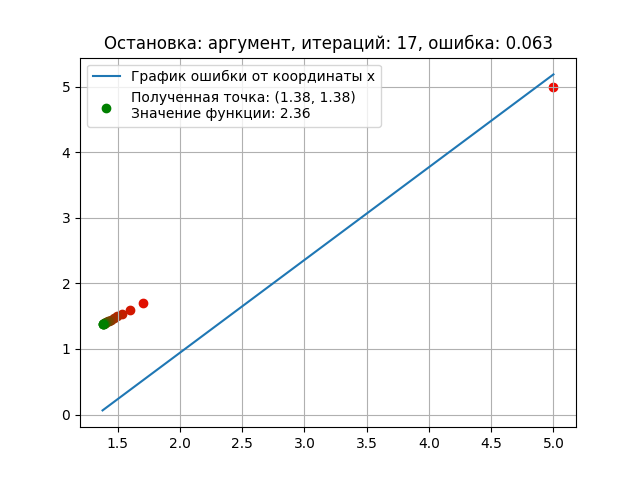 Остановка: аргумент, итераций: 17, ошибка: 0.063
График ошибки от координаты x
Полученная точка: (1.38, 1.38)
Значение функции: 2.36
5
4
3
2
1
0
1.5 2.0 2.5 3.0 3.5 4.0 4.5 5.0